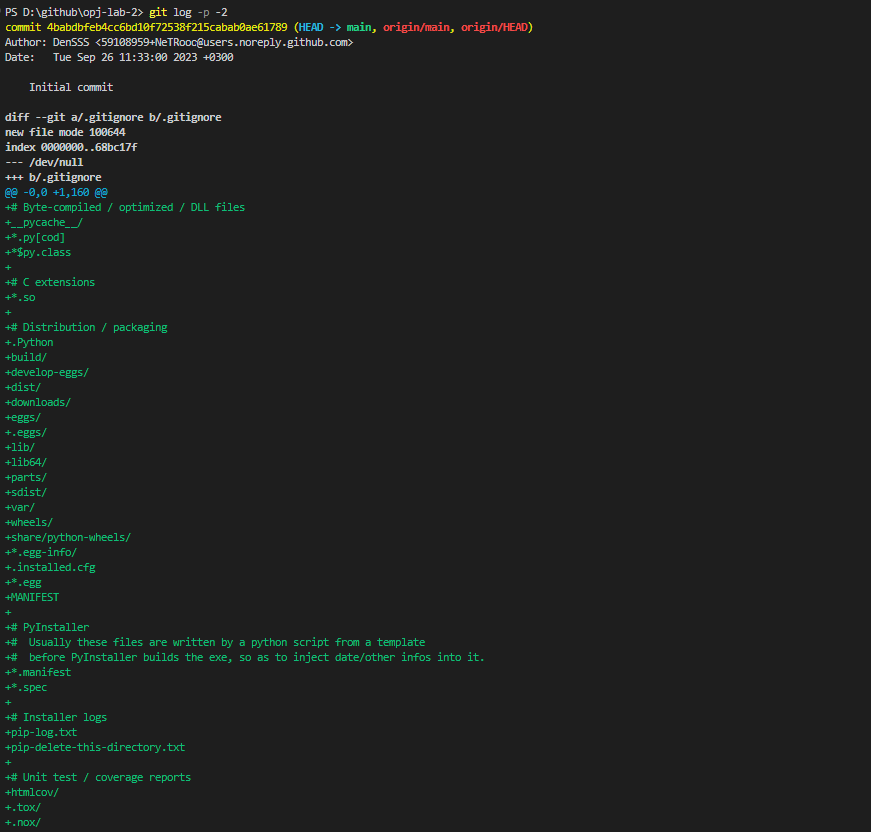 PS D:\github\opj-lab-2> git log -p -2
commit 4babdbfeb4cc6bd10f72538f215cabab0ae61789 (HEAD -> main, origin/main, origin/HEAD)
Author: DenSSS <59108959+NeTRooo@users.noreply.github.com>
Date:   Tue Sep 26 11:33:00 2023 +0300

    Initial commit

diff --git a/.gitignore b/.gitignore
new file mode 100644
index 0000000..68bc17f
--- /dev/null
+++ b/.gitignore
@@ -0,0 +1,160 @@
+# Byte-compiled / optimized / DLL files
+__pycache__/
+*.py[cod]
+*$py.class
+
+# C extensions
+*.so
+
+# Distribution / packaging
+.Python
+build/
+develop-eggs/
+dist/
+downloads/
+eggs/
+.eggs/
+lib/
+lib64/
+parts/
+sdist/
+var/
+wheels/
+share/python-wheels/
+*.egg-info/
+.installed.cfg
+*.egg
+MANIFEST
+
+# PyInstaller
+#  Usually these files are written by a python script from a template
+#  before PyInstaller builds the exe, so as to inject date/other infos into it.
+*.manifest
+*.spec
+
+# Installer logs
+pip-log.txt
+pip-delete-this-directory.txt
+
+# Unit test / coverage reports
+htmlcov/
+.tox/
+.nox/